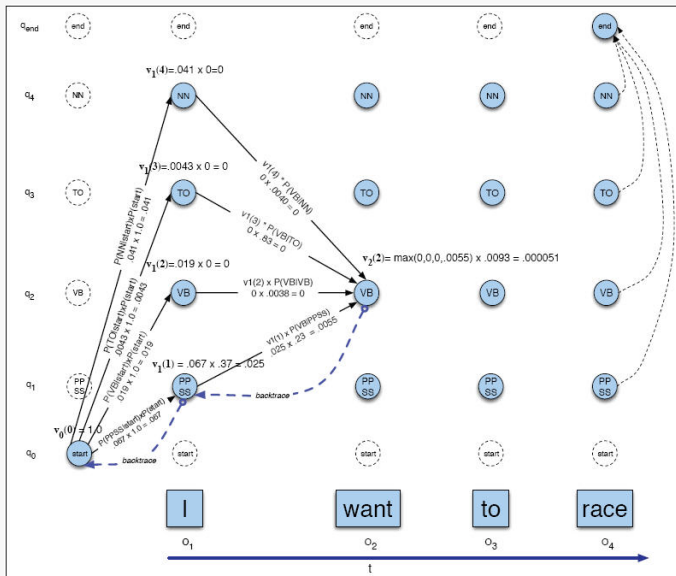 q_end end end end end end
v₁(4)=.041 x 0=0
q₄ NN NN NN NN NN
v1(4) * P(VB|NN)
0 x .0040 = 0
v₁(3)=.0043 x 0 = 0
q₃ TO TO TO TO TO
P(NN|start)xP(start)
.041 x 1.0 = .041
v1(3) * P(VB|TO)
0 x .83 = 0
v₁(2)=.019 x 0 = 0
v₂(2)= max(0,0,0,.0055) x .0093 = .000051
q₂ VB VB VB VB VB
v1(2) x P(VB|VB)
0 x .0038 = 0
P(TO|start)xP(start)
.0043 x 1.0 = .0043
P(VB|start)xP(start)
.019 x 1.0 = .019
v1(1) x P(VB|PPSS)
.025 x .23 = .0055
v₁(1) = .067 x .37 = .025
q₁ PP SS PP SS PP SS PP SS PP SS
backtrace
P(PPSS|start)xP(start)
.067 x 1.0 = .067
v₀(0) = 1.0
q₀ start start start start start
backtrace
I want to race
o₁ o₂ o₃ o₄
t